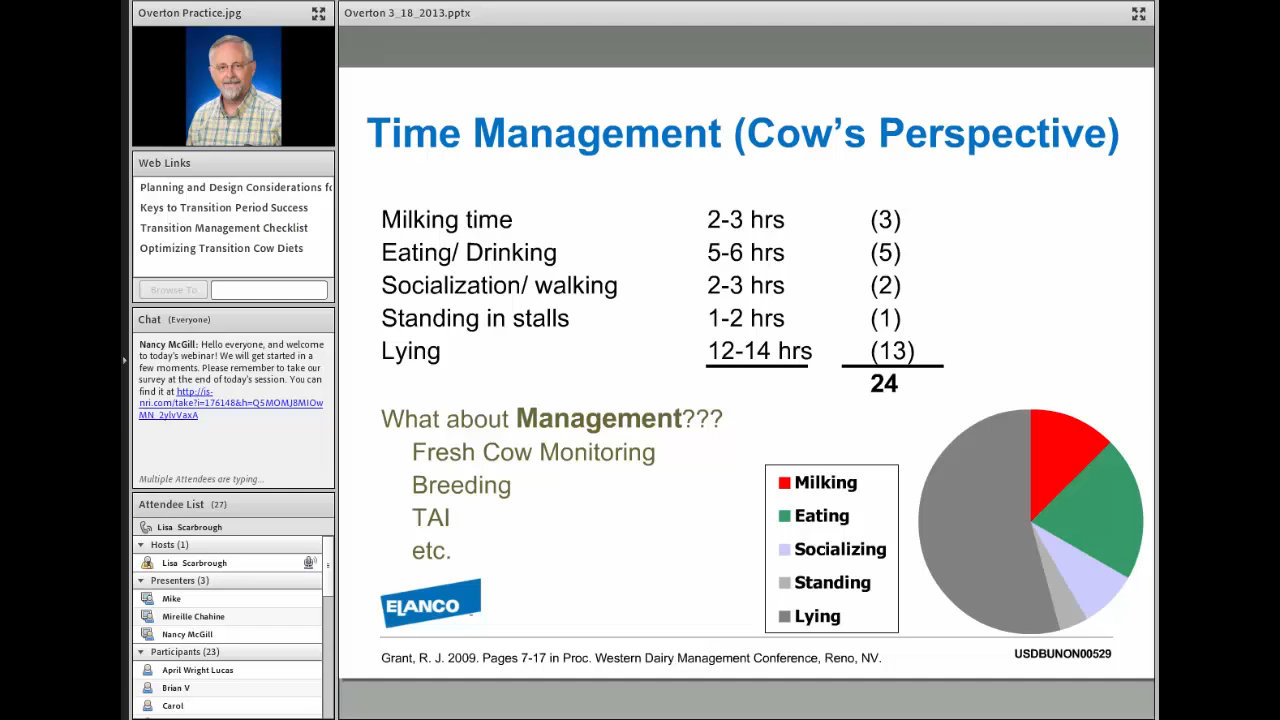 Overton Practice.jpg
Web Links
Planning and Design Considerations fo
Keys to Transition Period Success
Transition Management Checklist
Optimizing Transition Cow Diets
Browse To
Chat (Everyone)
Nancy McGill: Hello everyone, and welcome
to today's webinar! We will get started in a
few moments. Please remember to take our
survey at the end of today's session. You can
find it at http://is-
nri.com/take?i=176148&h=Q5MOMJ8MIOw
MN_2ylvVaxA
Multiple Attendees are typing...
Attendee List (27)
Lisa Scarbrough
Hosts (1)
Lisa Scarbrough
Presenters (3)
Mike
Mireille Chahine
Nancy McGill
Participants (23)
April Wright Lucas
Brian V
Carol
Overton 3_18_2013.pptx
Time Management (Cow's Perspective)
Milking time 2-3 hrs (3)
Eating/ Drinking 5-6 hrs (5)
Socialization/ walking 2-3 hrs (2)
Standing in stalls 1-2 hrs (1)
Lying 12-14 hrs (13)
24
What about Management???
Fresh Cow Monitoring
Breeding
TAI
etc.
Milking
Eating
Socializing
Standing
Lying
ELANCO
Grant, R. J. 2009. Pages 7-17 in Proc. Western Dairy Management Conference, Reno, NV.
USDBUNON00529